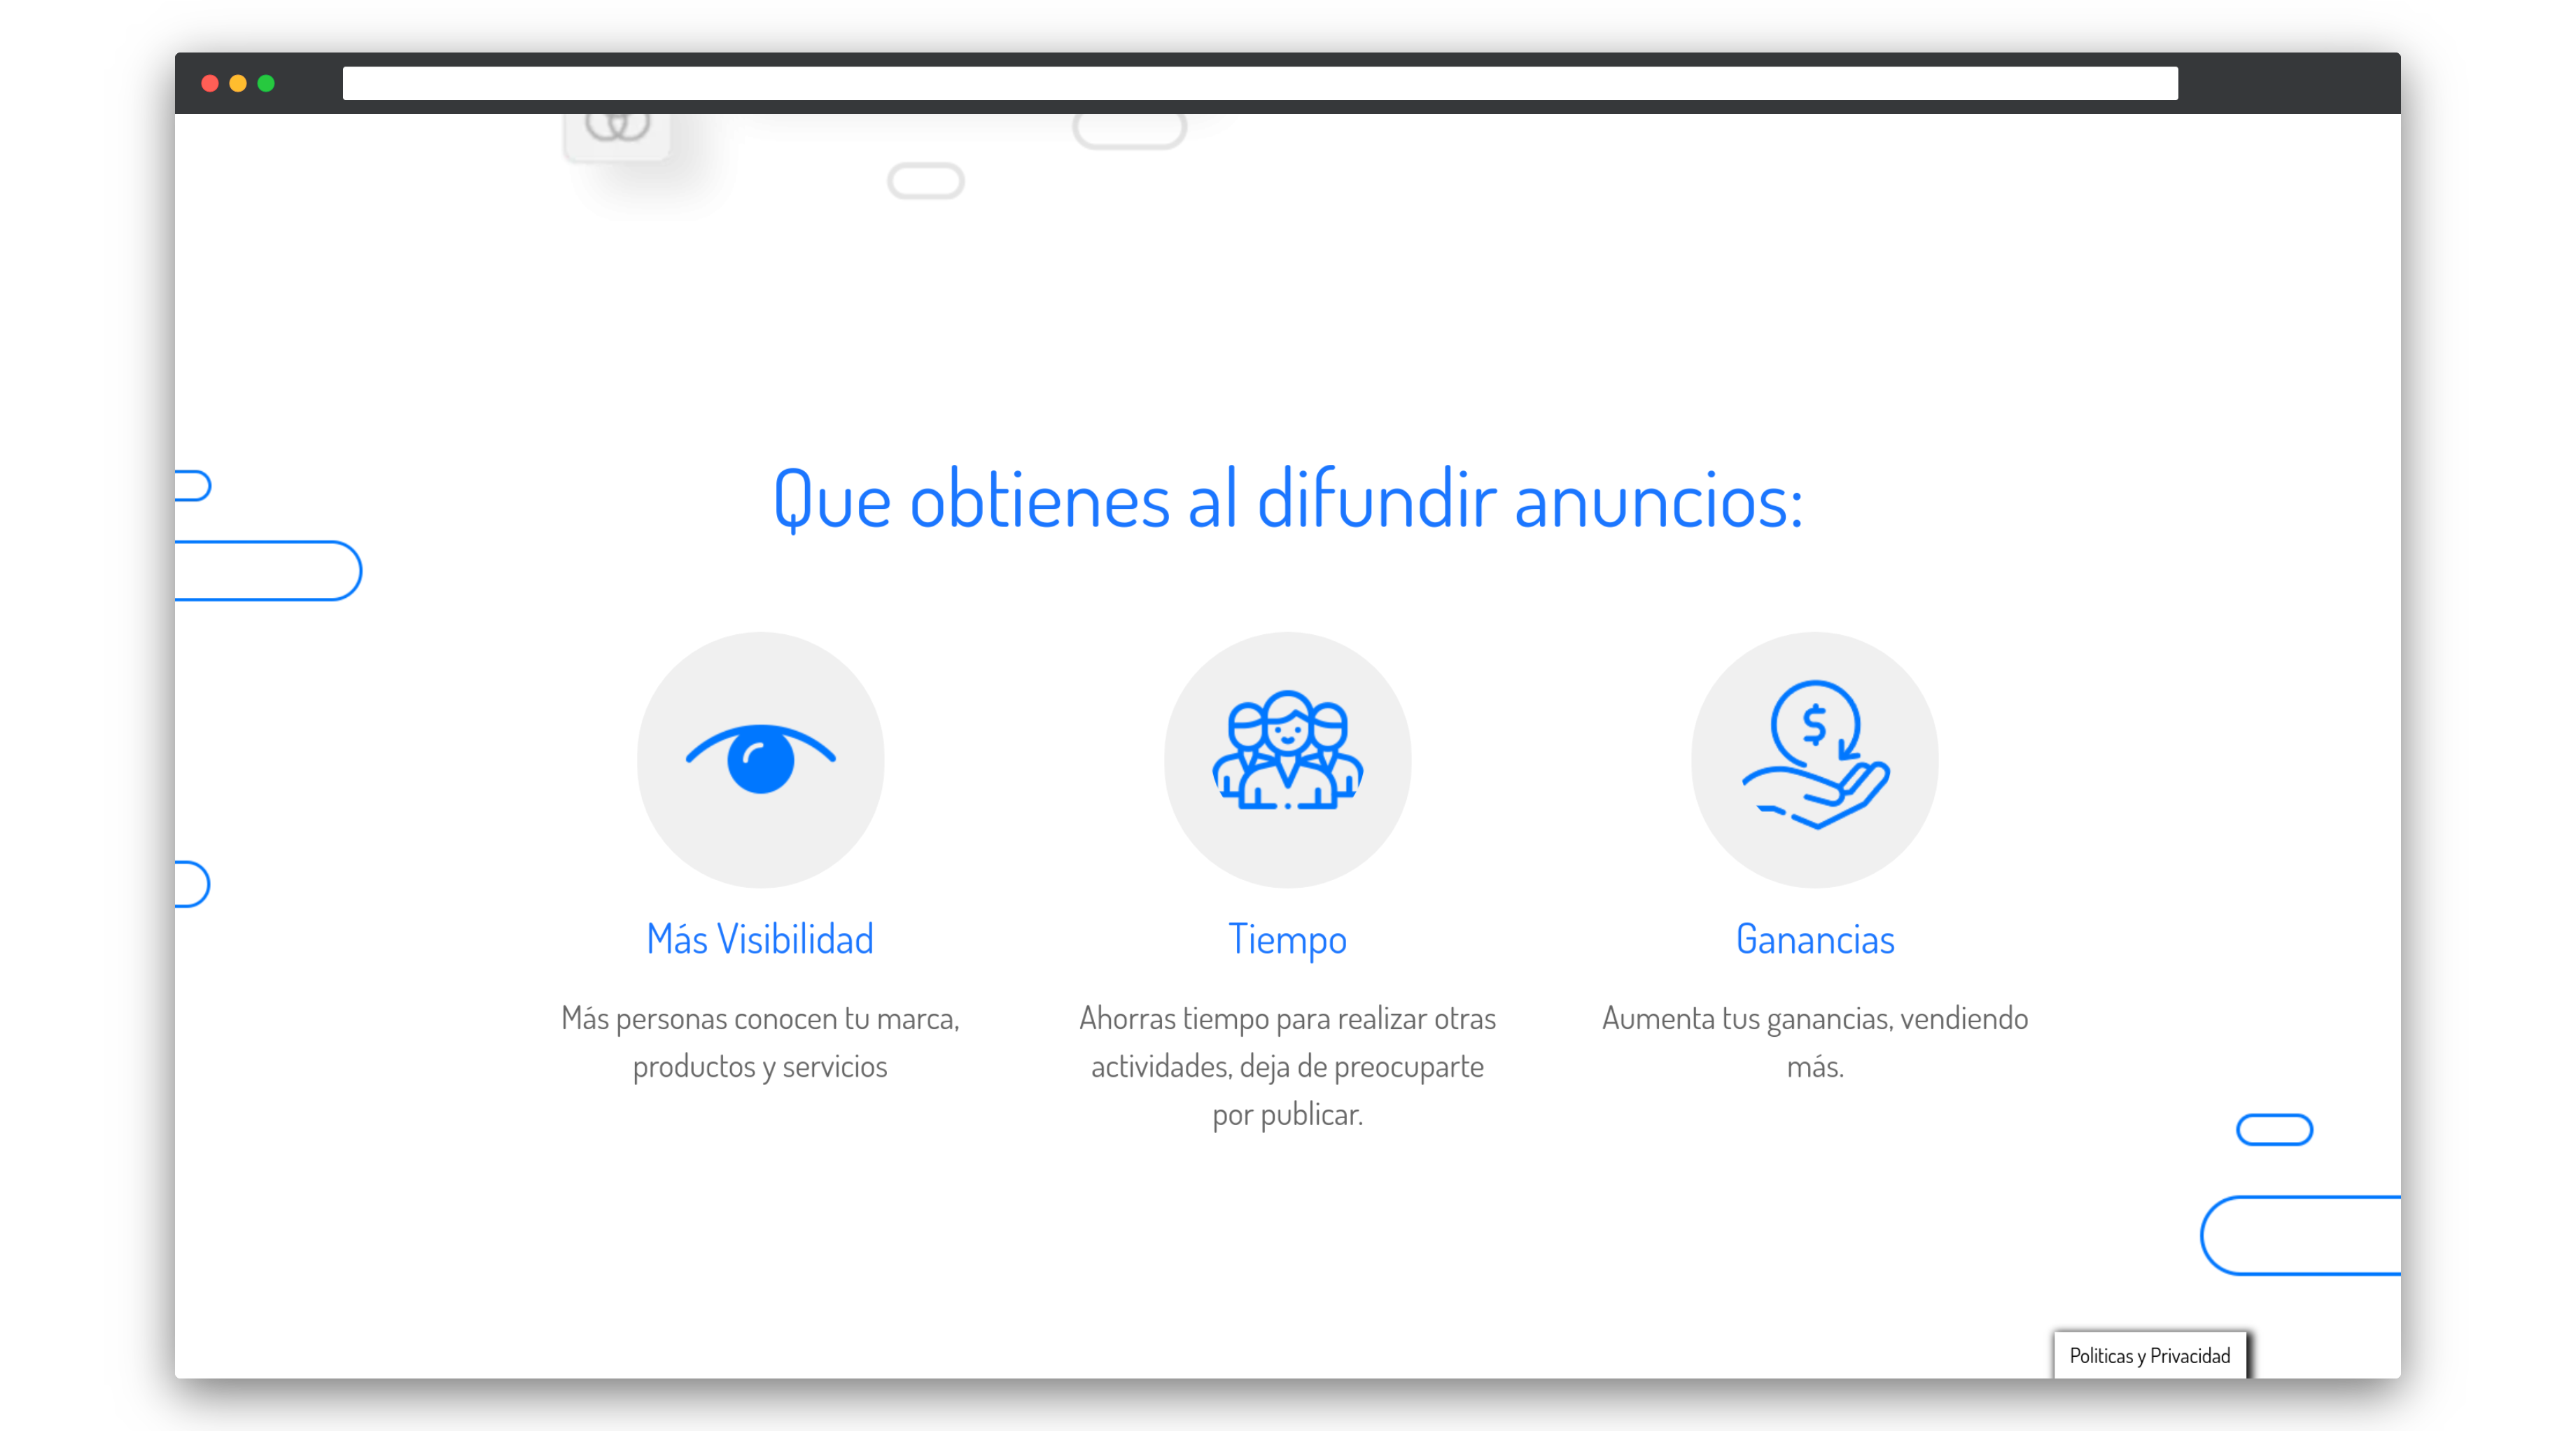 Que obtienes al difundir anuncios:
$
Más Visibilidad
Más personas conocen tu marca,
productos y servicios
Tiempo
Ahorras tiempo para realizar otras
actividades, deja de preocuparte
por publicar.
Ganancias
Aumenta tus ganancias, vendiendo
más.
Politicas y Privacidad